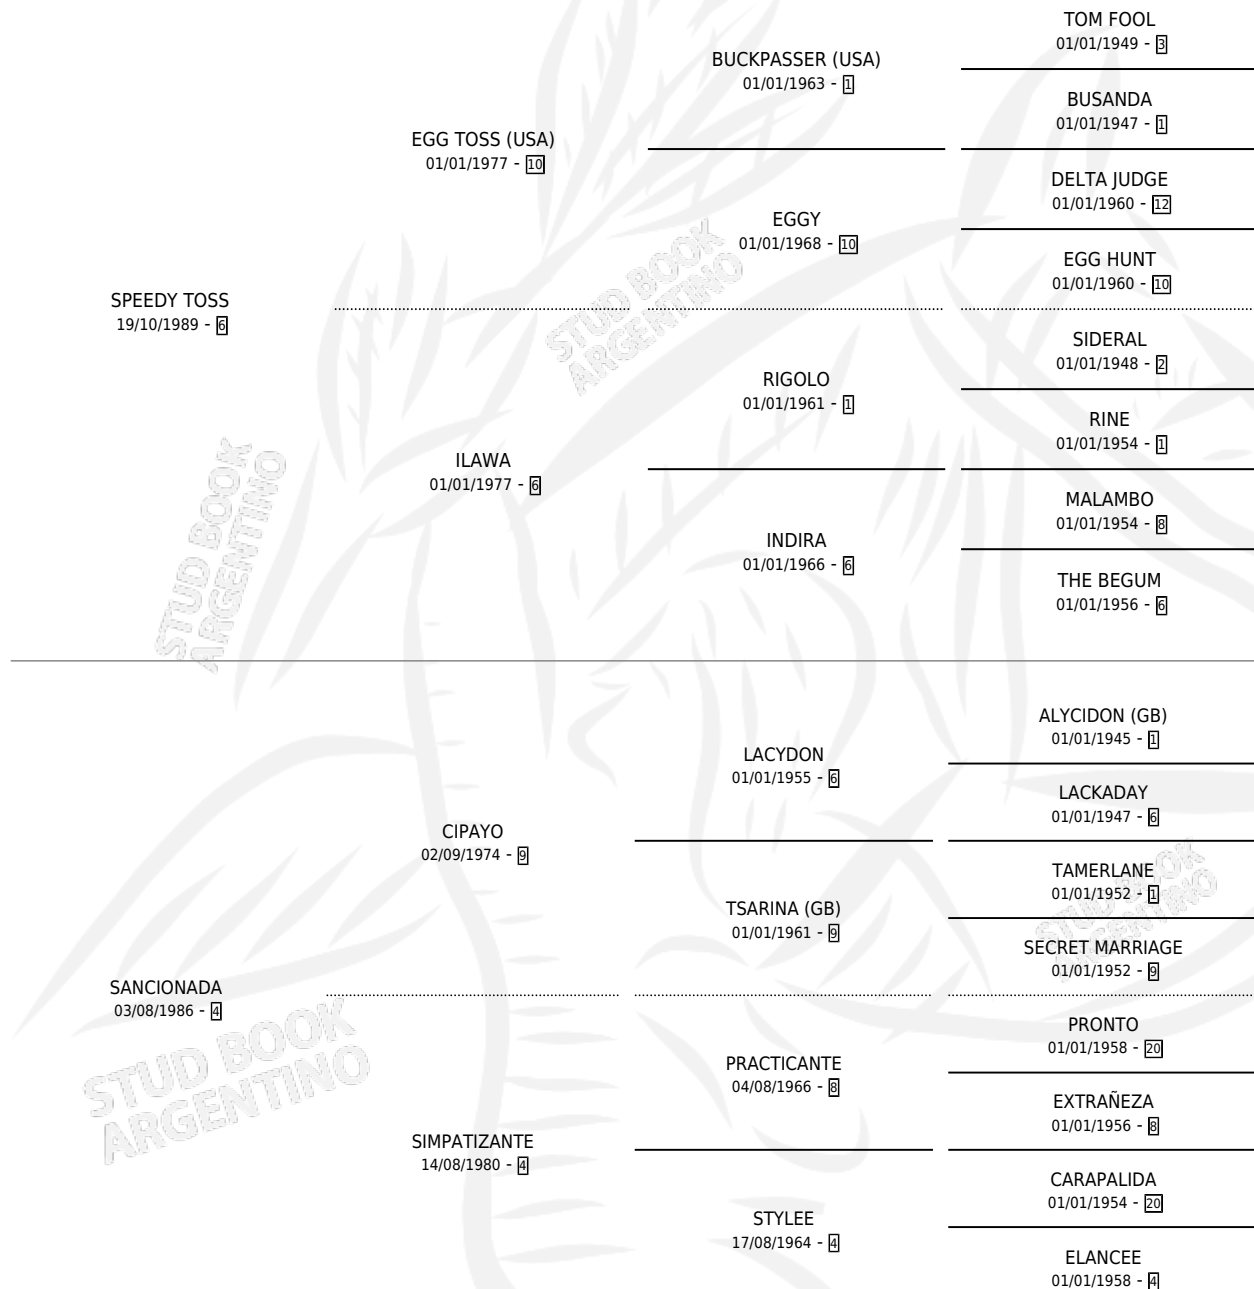 TOM FOOL
01/01/1949 - 3
BUCKPASSER (USA)
01/01/1963 - 1
BUSANDA
01/01/1947 - 1
EGG TOSS (USA)
01/01/1977 - 10
DELTA JUDGE
01/01/1960 - 12
EGGY
01/01/1968 - 10
EGG HUNT
01/01/1960 - 10
SPEEDY TOSS
19/10/1989 - 6
STUD BOOK
ARGENTINO
SIDERAL
01/01/1948 - 2
RIGOLO
01/01/1961 - 1
RINE
01/01/1954 - 1
ILAWA
01/01/1977 - 6
MALAMBO
01/01/1954 - 8
INDIRA
01/01/1966 - 6
THE BEGUM
01/01/1956 - 6
STUD BOOK
ARGENTINO
ALYCIDON (GB)
01/01/1945 - 1
LACYDON
01/01/1955 - 6
LACKADAY
01/01/1947 - 6
CIPAYO
02/09/1974 - 9
TAMERLANE
01/01/1952 - 1
TSARINA (GB)
01/01/1961 - 9
SECRET MARRIAGE
01/01/1952 - 9
STUD BOOK
ARGENTINO
SANCIONADA
03/08/1986 - 4
PRONTO
01/01/1958 - 20
PRACTICANTE
04/08/1966 - 8
EXTRAÑEZA
01/01/1956 - 8
STUD BOOK
ARGENTINO
SIMPATIZANTE
14/08/1980 - 4
CARAPALIDA
01/01/1954 - 20
STYLEE
17/08/1964 - 4
ELANCEE
01/01/1958 - 4